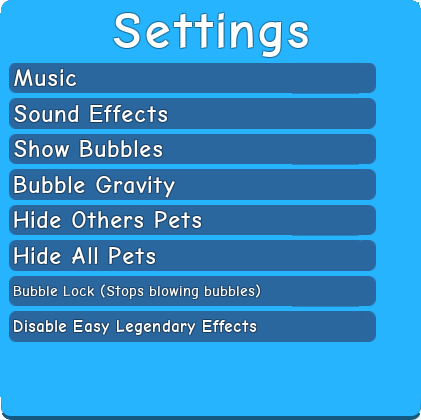 Settings
Music
Sound Effects
Show Bubbles
Bubble Gravity
Hide Others Pets
Hide All Pets
Bubble Lock (Stops blowing bubbles)
Disable Easy Legendary Effects